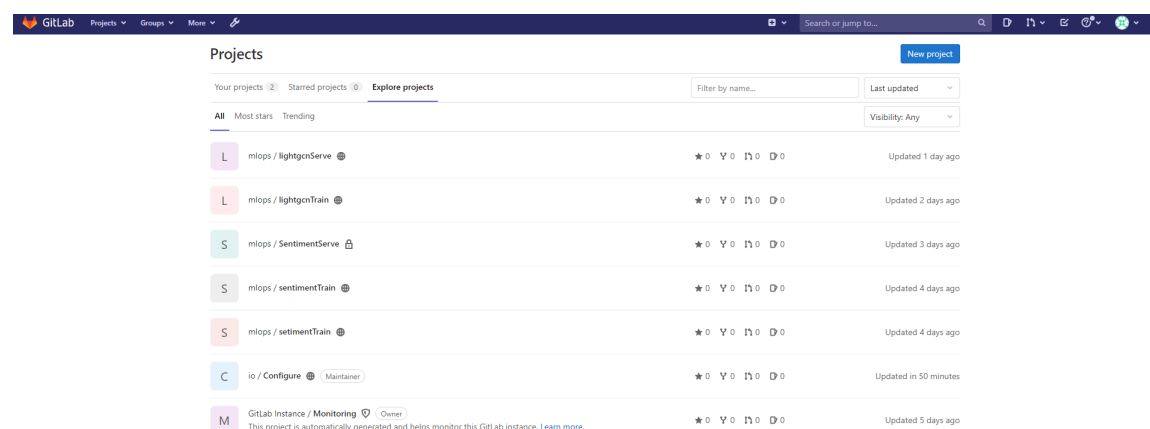 GitLab Projects Groups More Search or jump to...
Projects New project
Your projects 2 Starred projects 0 Explore projects Filter by name... Last updated
All Most stars Trending Visibility: Any
L mlops / lightgcnServe 0 0 0 0 Updated 1 day ago
L mlops / lightgcnTrain 0 0 0 0 Updated 2 days ago
S mlops / SentimentServe 0 0 0 0 Updated 3 days ago
S mlops / sentimentTrain 0 0 0 0 Updated 4 days ago
S mlops / setimentTrain 0 0 0 0 Updated 4 days ago
C io / Configure Maintainer 0 0 0 0 Updated in 50 minutes
M GitLab Instance / Monitoring Owner 0 0 0 0 Updated 5 days ago
This project is automatically generated and helps monitor this GitLab instance. Learn more.